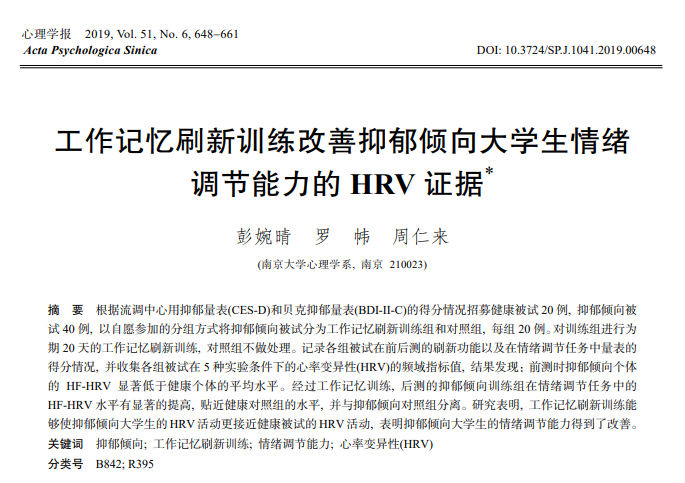 心理学报 2019, Vol. 51, No. 6, 648–661
Acta Psychologica Sinica
DOI: 10.3724/SP.J.1041.2019.00648
工作记忆刷新训练改善抑郁倾向大学生情绪
调节能力的 HRV 证据*
彭婉晴 罗 帏 周仁来
(南京大学心理学系, 南京 210023)
摘 要 根据流调中心用抑郁量表(CES-D)和贝克抑郁量表(BDI-II-C)的得分情况招募健康被试 20 例, 抑郁倾向被
试 40 例, 以自愿参加的分组方式将抑郁倾向被试分为工作记忆刷新训练组和对照组, 每组 20 例。对训练组进行为
期 20 天的工作记忆刷新训练, 对照组不做处理。记录各组被试在前后测的刷新功能以及在情绪调节任务中量表的
得分情况, 并收集各组被试在 5 种实验条件下的心率变异性(HRV)的频域指标值, 结果发现：前测时抑郁倾向个体
的 HF-HRV 显著低于健康个体的平均水平。经过工作记忆训练, 后测的抑郁倾向训练组在情绪调节任务中的
HF-HRV 水平有显著的提高, 贴近健康对照组的水平, 并与抑郁倾向对照组分离。研究表明, 工作记忆刷新训练能
够使抑郁倾向大学生的 HRV 活动更接近健康被试的 HRV 活动, 表明抑郁倾向大学生的情绪调节能力得到了改善。
关键词 抑郁倾向; 工作记忆刷新训练; 情绪调节能力; 心率变异性(HRV)
分类号 B842; R395